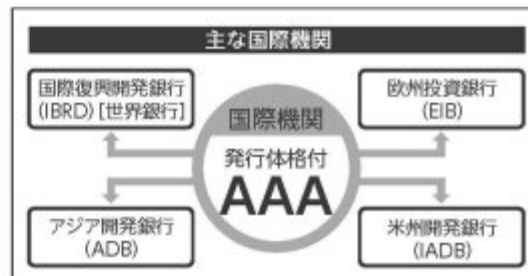 主な国際機関
国際復興開発銀行
(IBRD)[世界銀行]
欧州投資銀行
(EIB)
国際機関
発行体格付
AAA
アジア開発銀行
(ADB)
米州開発銀行
(IADB)